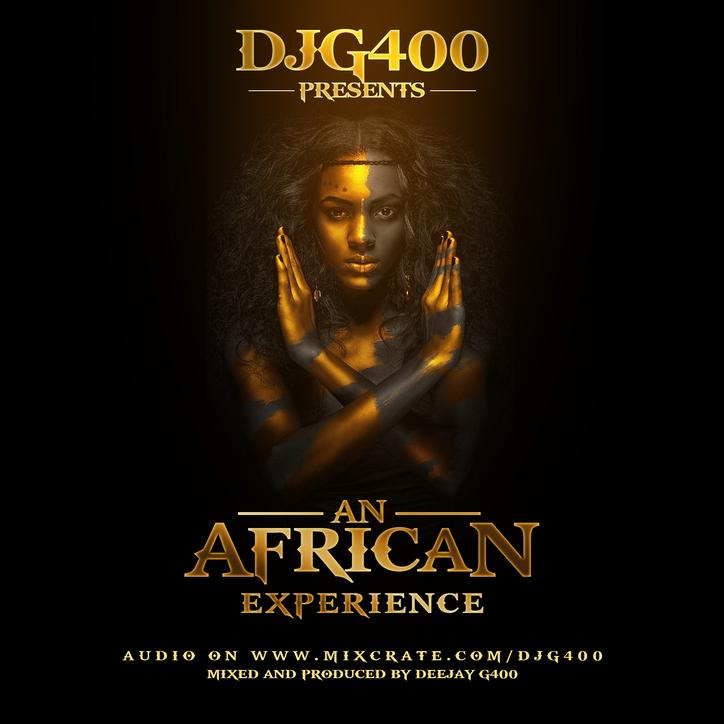 DJG400
PRESENTS
AN
AFRICAN
EXPERIENCE
AUDIO ON WWW.MIXCRATE.COM/DJG400
MIXED AND PRODUCED BY DEEJAY G400